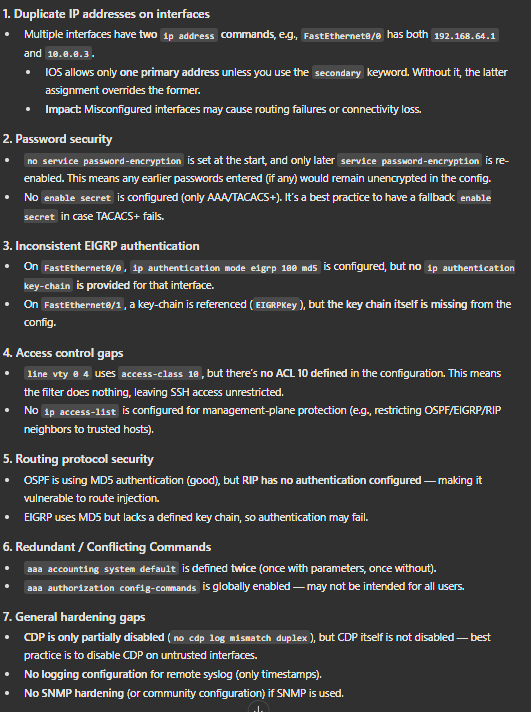 1. Duplicate IP addresses on interfaces
• Multiple interfaces have two ip address commands, e.g., FastEthernet0/0 has both 192.168.64.1
and 10.0.0.3.
• IOS allows only one primary address unless you use the secondary keyword. Without it, the latter
assignment overrides the former.
• Impact: Misconfigured interfaces may cause routing failures or connectivity loss.
2. Password security
• no service password-encryption is set at the start, and only later service password-encryption is re-
enabled. This means any earlier passwords entered (if any) would remain unencrypted in the config.
• No enable secret is configured (only AAA/TACACS+). It's a best practice to have a fallback enable
secret in case TACACS+ fails.
3. Inconsistent EIGRP authentication
• On FastEthernet0/0, ip authentication mode eigrp 100 md5 is configured, but no ip authentication
key-chain is provided for that interface.
• On FastEthernet0/1, a key-chain is referenced (EIGRPKey), but the key chain itself is missing from the
config.
4. Access control gaps
• line vty 0 4 uses access-class 10, but there's no ACL 10 defined in the configuration. This means
the filter does nothing, leaving SSH access unrestricted.
• No ip access-list is configured for management-plane protection (e.g., restricting OSPF/EIGRP/RIP
neighbors to trusted hosts).
5. Routing protocol security
• OSPF is using MD5 authentication (good), but RIP has no authentication configured — making it
vulnerable to route injection.
• EIGRP uses MD5 but lacks a defined key chain, so authentication may fail.
6. Redundant / Conflicting Commands
• aaa accounting system default is defined twice (once with parameters, once without).
• aaa authorization config-commands is globally enabled — may not be intended for all users.
7. General hardening gaps
• CDP is only partially disabled (no cdp log mismatch duplex), but CDP itself is not disabled — best
practice is to disable CDP on untrusted interfaces.
• No logging configuration for remote syslog (only timestamps).
• No SNMP hardening (or community configuration) if SNMP is used.